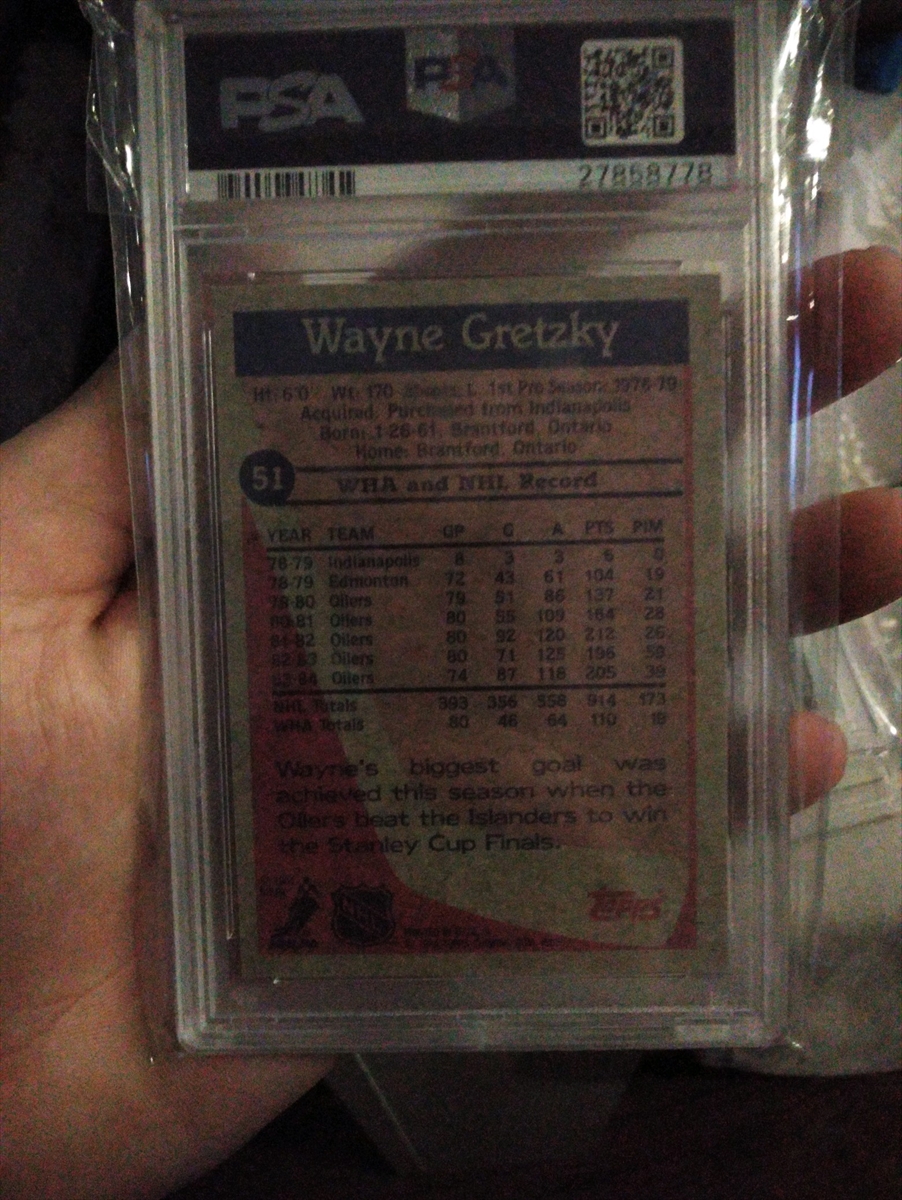 PSA
PSA
27858778
Wayne Gretzky
Ht: 6'0" Wt: 170 Shoots: L 1st Pro Season: 1978-79
Acquired: Purchased from Indianapolis
Born: 1-26-61, Brantford, Ontario
Home: Brantford, Ontario
51
WHA and NHL Record
YEAR TEAM GP G A PTS PIM
78-79 Indianapolis 8 3 3 6 0
78-79 Edmonton 72 43 61 104 19
79-80 Oilers 79 51 86 137 21
80-81 Oilers 80 55 109 164 28
81-82 Oilers 80 92 120 212 26
82-83 Oilers 80 71 125 196 59
83-84 Oilers 74 87 118 205 39
NHL Totals 393 356 558 914 173
WHA Totals 80 46 64 110 19
Wayne's biggest goal was
achieved this season when the
Oilers beat the Islanders to win
the Stanley Cup Finals.
NHL
TOPPS